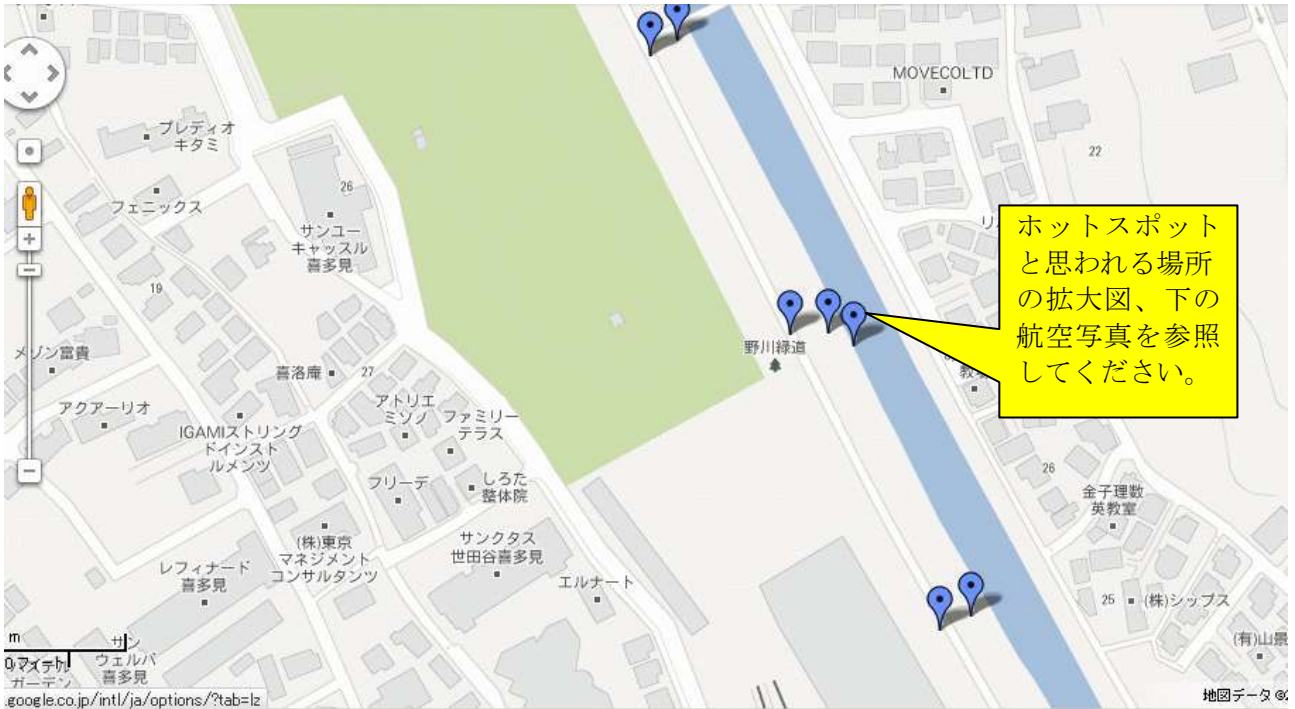 MOVECOLTD
プレディオ
キタミ
22
26
フェニックス
サンユー
キャッスル
喜多見
ホットスポット
と思われる場所
の拡大図、下の
航空写真を参照
してください。
19
野川緑道
メゾン富貴
喜洛庵
27
アトリエ
ミソノ
ファミリー
テラス
アクアーリオ
IGAMIストリング
ドインスト
ルメンツ
フリーデ
しろた
整体院
26
金子理数
英教室
(株)東京
マネジメント
コンサルタンツ
サンクタス
世田谷喜多見
レフィナード
喜多見
エルナート
25
(株)シップス
m
サン
ウェルパ
喜多見
(有)山景
ガーデン
.google.co.jp/intl/ja/options/?tab=lz
地図データ ©2